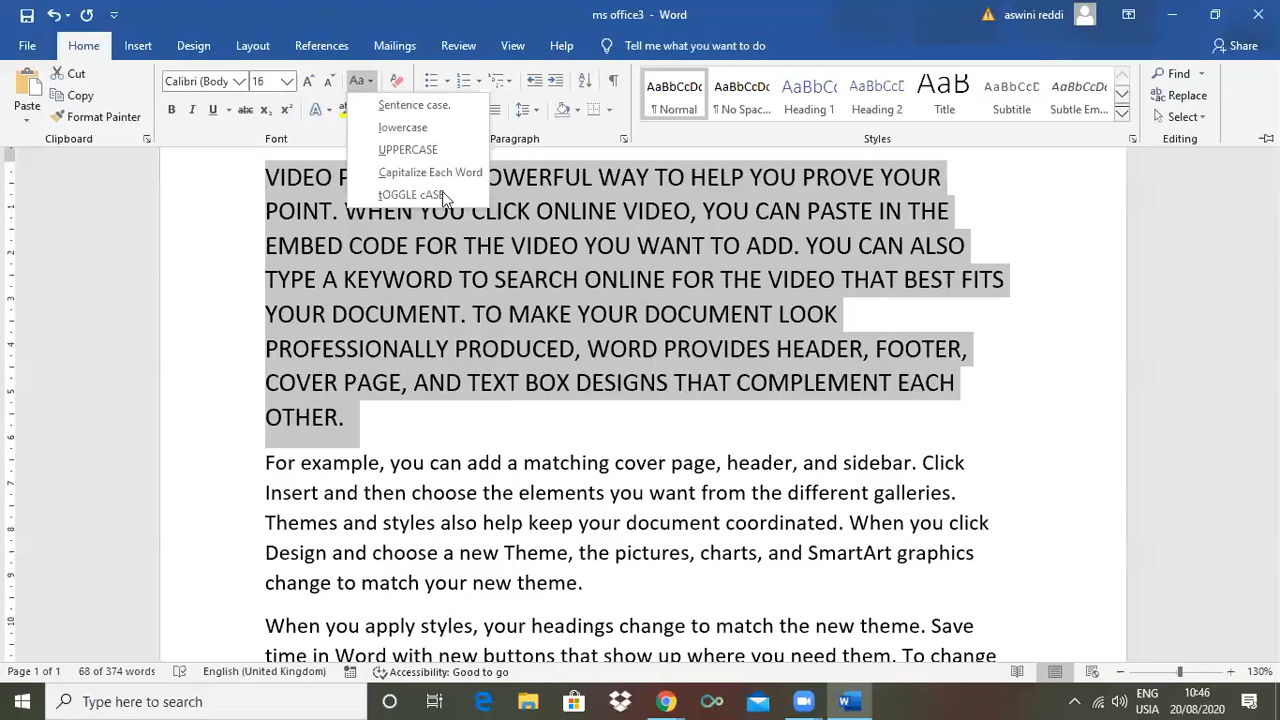 ms office3 - Word
aswini reddi
File Home Insert Design Layout References Mailings Review View Help Tell me what you want to do Share
Paste
Cut
Copy
Format Painter
Clipboard
Calibri (Body 16
Aa
Font
Sentence case.
lowercase
UPPERCASE
Capitalize Each Word
tOGGLE cASE
Paragraph
AaBbCcDc AaBbCcDc AaBbCc AaBbCcC AaB AaBbCcD AaBbCcDc
¶ Normal ¶ No Spac... Heading 1 Heading 2 Title Subtitle Subtle Em...
Styles
Find
Replace
Select
Editing
VIDEO P OWERFUL WAY TO HELP YOU PROVE YOUR
POINT. WHEN YOU CLICK ONLINE VIDEO, YOU CAN PASTE IN THE
EMBED CODE FOR THE VIDEO YOU WANT TO ADD. YOU CAN ALSO
TYPE A KEYWORD TO SEARCH ONLINE FOR THE VIDEO THAT BEST FITS
YOUR DOCUMENT. TO MAKE YOUR DOCUMENT LOOK
PROFESSIONALLY PRODUCED, WORD PROVIDES HEADER, FOOTER,
COVER PAGE, AND TEXT BOX DESIGNS THAT COMPLEMENT EACH
OTHER.
For example, you can add a matching cover page, header, and sidebar. Click
Insert and then choose the elements you want from the different galleries.
Themes and styles also help keep your document coordinated. When you click
Design and choose a new Theme, the pictures, charts, and SmartArt graphics
change to match your new theme.
When you apply styles, your headings change to match the new theme. Save
time in Word with new buttons that show up where you need them. To change
Page 1 of 1 68 of 374 words English (United Kingdom) Accessibility: Good to go 130%
Type here to search
ENG
USIA
10:46
20/08/2020